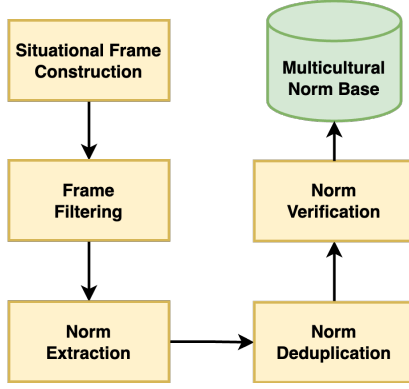 Situational Frame
Construction
Frame
Filtering
Norm
Extraction
Norm
Deduplication
Norm
Verification
Multicultural
Norm Base